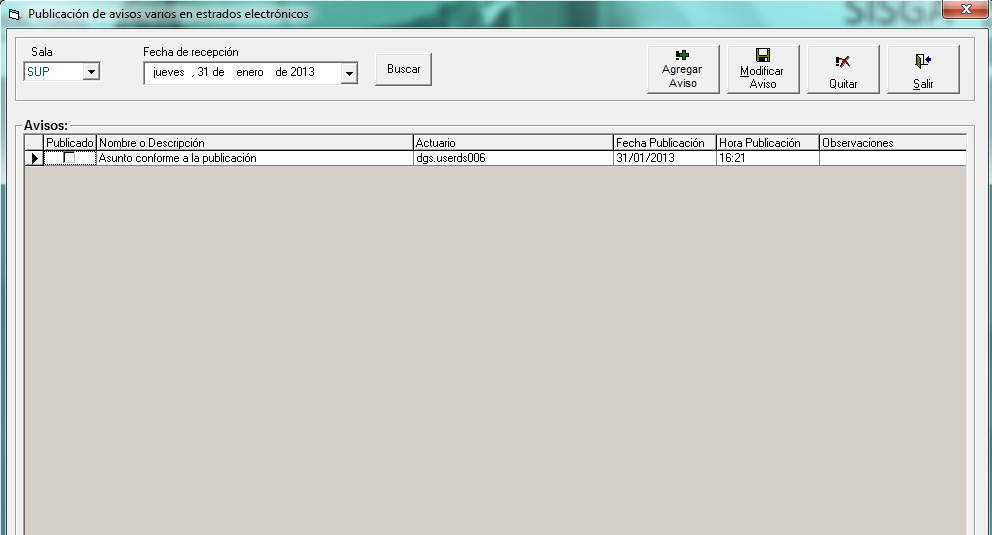 Publicación de avisos varios en estrados electrónicos
SISGA
Sala
Fecha de recepción
SUP
jueves , 31 de enero de 2013
Buscar
Agregar
Aviso
Modificar
Aviso
Quitar
Salir
Avisos:
Publicado Nombre o Descripción Actuario Fecha Publicación Hora Publicación Observaciones
Asunto conforme a la publicación dgs.userds006 31/01/2013 16:21